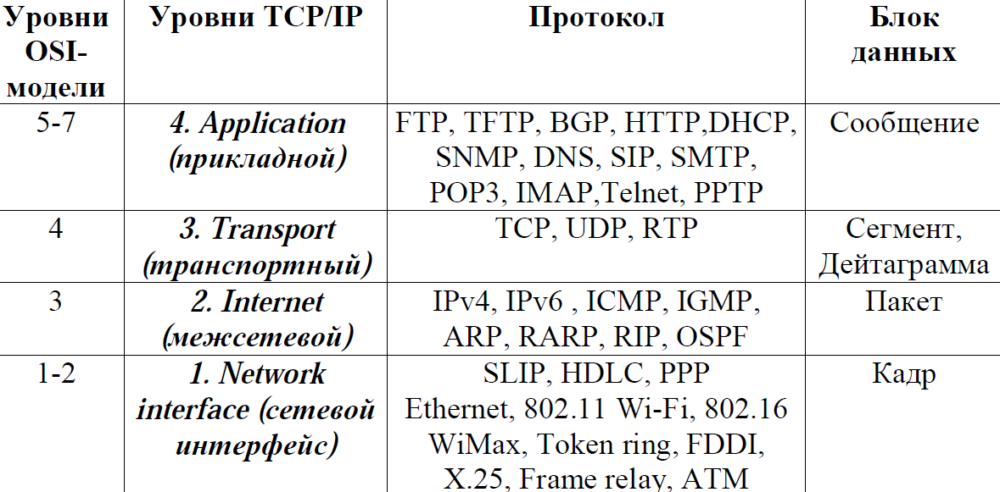 Уровни OSI-модели | Уровни TCP/IP | Протокол | Блок данных
5-7 | 4. Application (прикладной) | FTP, TFTP, BGP, HTTP,DHCP, SNMP, DNS, SIP, SMTP, POP3, IMAP,Telnet, PPTP | Сообщение
4 | 3. Transport (транспортный) | TCP, UDP, RTP | Сегмент, Дейтаграмма
3 | 2. Internet (межсетевой) | IPv4, IPv6 , ICMP, IGMP, ARP, RARP, RIP, OSPF | Пакет
1-2 | 1. Network interface (сетевой интерфейс) | SLIP, HDLC, PPP Ethernet, 802.11 Wi-Fi, 802.16 WiMax, Token ring, FDDI, X.25, Frame relay, ATM | Кадр